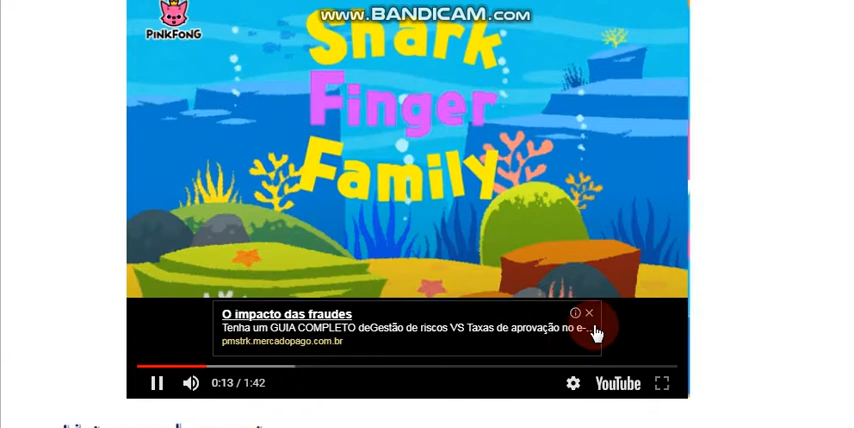 www.BANDICAM.com
PINKFONG
Shark
Finger
Family
O impacto das fraudes
Tenha um GUIA COMPLETO deGestão de riscos VS Taxas de aprovação no e-...
pmstrk.mercadopago.com.br
0:13 / 1:42
YouTube